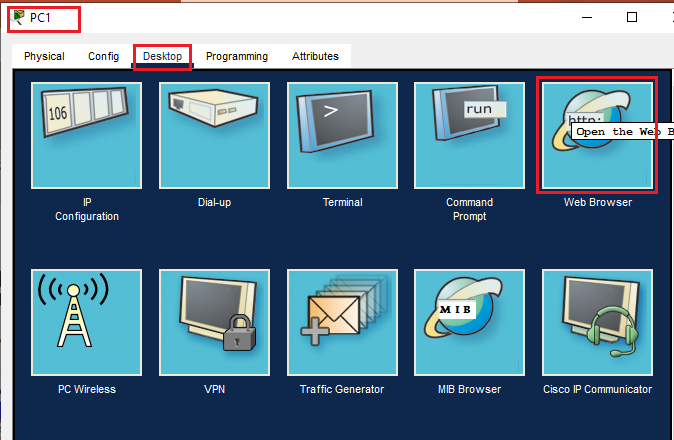 PC1
Physical Config Desktop Programming Attributes
106
>
run
http:
Open the Web B
IP
Configuration
Dial-up
Terminal
Command
Prompt
Web Browser
MIB
PC Wireless
VPN
Traffic Generator
MIB Browser
Cisco IP Communicator